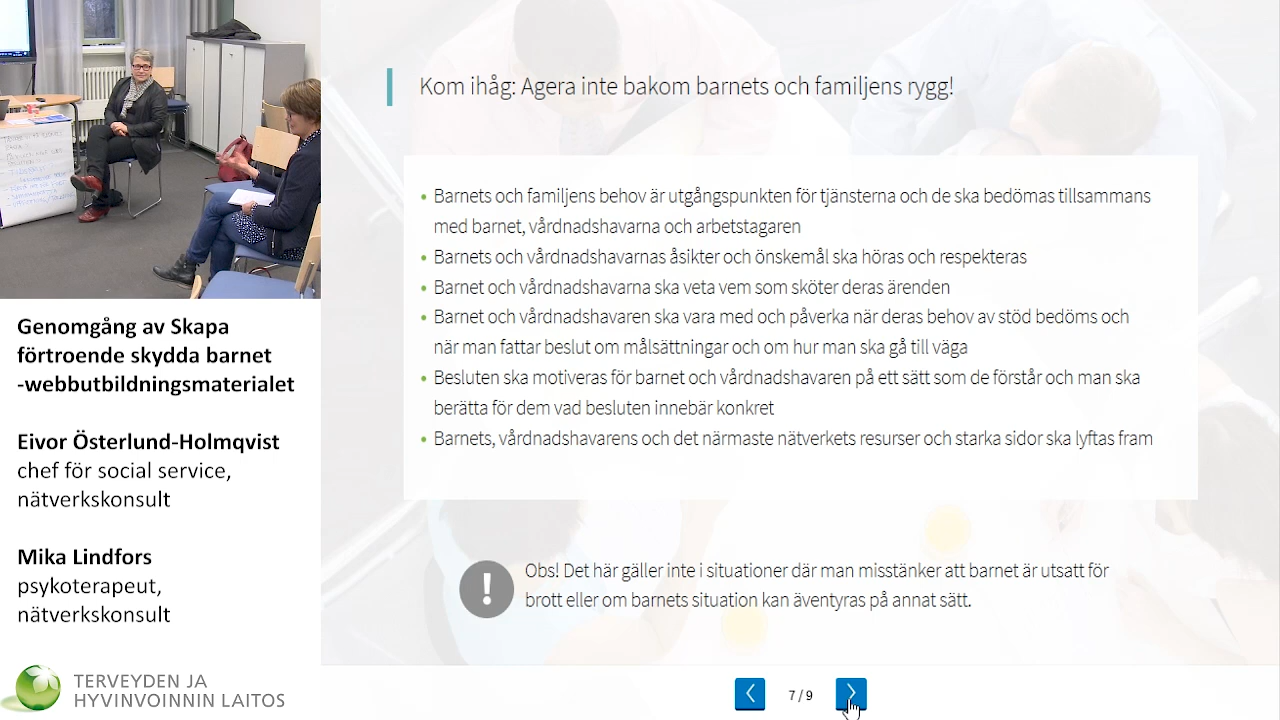 Genomgång av Skapa
förtroende skydda barnet
-webbutbildningsmaterialet
Eivor Österlund-Holmqvist
chef för social service,
nätverkskonsult
Mika Lindfors
psykoterapeut,
nätverkskonsult
TERVEYDEN JA
HYVINVOINNIN LAITOS
Kom ihåg: Agera inte bakom barnets och familjens rygg!
• Barnets och familjens behov är utgångspunkten för tjänsterna och de ska bedömas tillsammans
med barnet, vårdnadshavarna och arbetstagaren
• Barnets och vårdnadshavarnas åsikter och önskemål ska höras och respekteras
• Barnet och vårdnadshavarna ska veta vem som sköter deras ärenden
• Barnet och vårdnadshavaren ska vara med och påverka när deras behov av stöd bedöms och
när man fattar beslut om målsättningar och om hur man ska gå till väga
• Besluten ska motiveras för barnet och vårdnadshavaren på ett sätt som de förstår och man ska
berätta för dem vad besluten innebär konkret
• Barnets, vårdnadshavarens och det närmaste nätverkets resurser och starka sidor ska lyftas fram
! Obs! Det här gäller inte i situationer där man misstänker att barnet är utsatt för
brott eller om barnets situation kan äventyras på annat sätt.
7 / 9